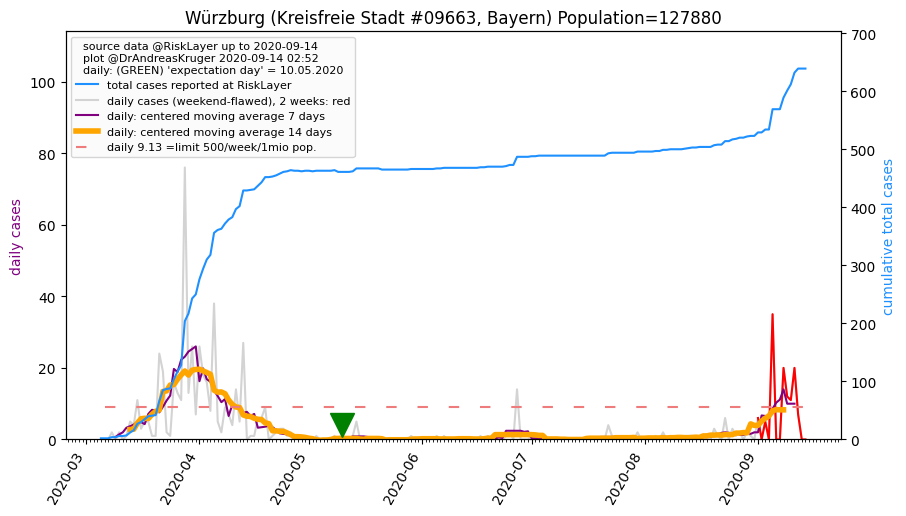 Würzburg (Kreisfreie Stadt #09663, Bayern) Population=127880
source data @RiskLayer up to 2020-09-14
plot @DrAndreasKruger 2020-09-14 02:52
daily: (GREEN) 'expectation day' = 10.05.2020
total cases reported at RiskLayer
daily cases (weekend-flawed), 2 weeks: red
daily: centered moving average 7 days
daily: centered moving average 14 days
daily 9.13 =limit 500/week/1mio pop.
daily cases
100
80
60
40
20
0
cumulative total cases
700
600
500
400
300
200
100
0
2020-03
2020-04
2020-05
2020-06
2020-07
2020-08
2020-09